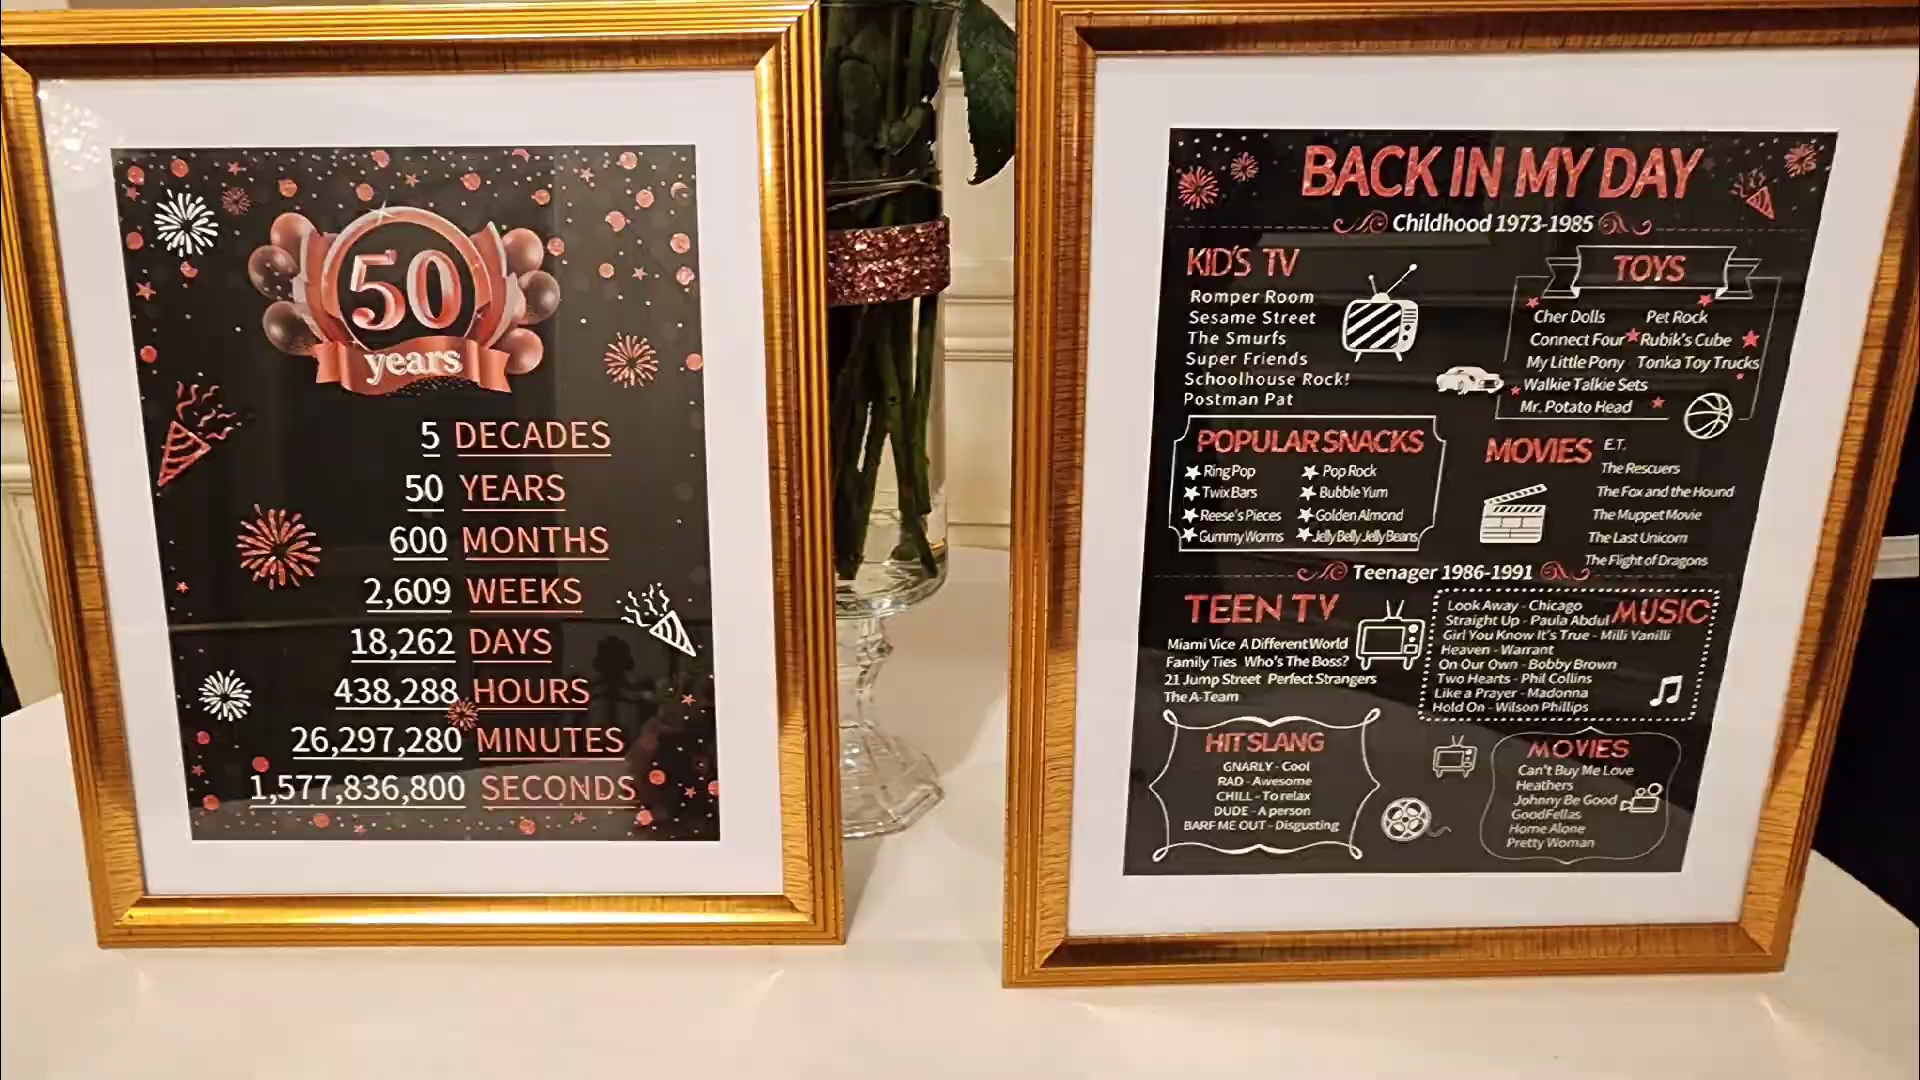 50
years
5 DECADES
50 YEARS
600 MONTHS
2,609 WEEKS
18,262 DAYS
438,288 HOURS
26,297,280 MINUTES
1,577,836,800 SECONDS
BACK IN MY DAY
Childhood 1973-1985
KID'S TV
Romper Room
Sesame Street
The Smurfs
Super Friends
Schoolhouse Rock!
Postman Pat
TOYS
Cher Dolls Pet Rock
Connect Four Rubik's Cube
My Little Pony Tonka Toy Trucks
Walkie Talkie Sets
Mr. Potato Head
POPULAR SNACKS
Ring Pop Pop Rock
Twix Bars Bubble Yum
Reese's Pieces Golden Almond
Gummy Worms Jelly Belly Jelly Beans
MOVIES
E.T.
The Rescuers
The Fox and the Hound
The Muppet Movie
The Last Unicorn
The Flight of Dragons
Teenager 1986-1991
TEEN TV
Miami Vice A Different World
Family Ties Who's The Boss?
21 Jump Street Perfect Strangers
The A-Team
MUSIC
Look Away - Chicago
Straight Up - Paula Abdul
Girl You Know It's True - Milli Vanilli
Heaven - Warrant
On Our Own - Bobby Brown
Two Hearts - Phil Collins
Like a Prayer - Madonna
Hold On - Wilson Phillips
HIT SLANG
GNARLY - Cool
RAD - Awesome
CHILL - To relax
DUDE - A person
BARF ME OUT - Disgusting
MOVIES
Can't Buy Me Love
Heathers
Johnny Be Good
GoodFellas
Home Alone
Pretty Woman